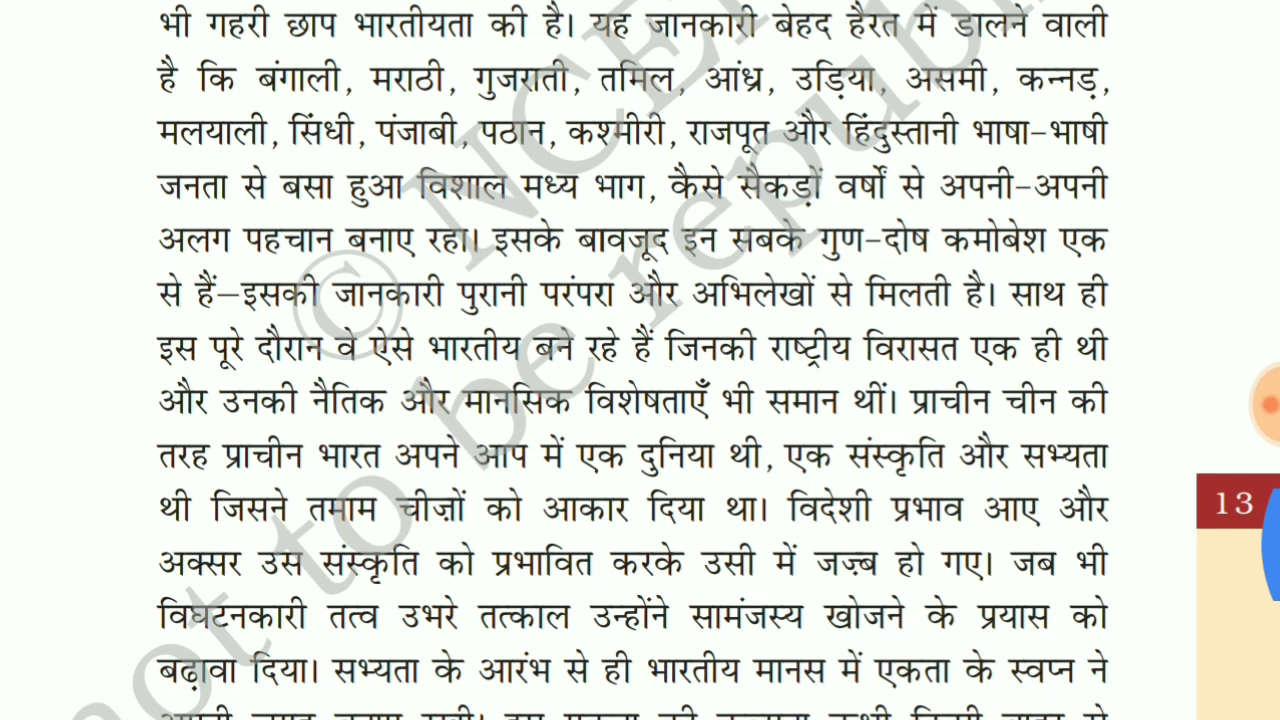 भी गहरी छाप भारतीयता की है। यह जानकारी बेहद हैरत में डालने वाली
है कि बंगाली, मराठी, गुजराती, तमिल, आंध्र, उड़िया, असमी, कन्नड़,
मलयाली, सिंधी, पंजाबी, पठान, कश्मीरी, राजपूत और हिंदुस्तानी भाषा-भाषी
जनता से बसा हुआ विशाल मध्य भाग, कैसे सैकड़ों वर्षों से अपनी-अपनी
अलग पहचान बनाए रहा। इसके बावजूद इन सबके गुण-दोष कमोबेश एक
से हैं–इसकी जानकारी पुरानी परंपरा और अभिलेखों से मिलती है। साथ ही
इस पूरे दौरान वे ऐसे भारतीय बने रहे हैं जिनकी राष्ट्रीय विरासत एक ही थी
और उनकी नैतिक और मानसिक विशेषताएँ भी समान थीं। प्राचीन चीन की
तरह प्राचीन भारत अपने आप में एक दुनिया थी, एक संस्कृति और सभ्यता
थी जिसने तमाम चीज़ों को आकार दिया था। विदेशी प्रभाव आए और
अक्सर उस संस्कृति को प्रभावित करके उसी में जज़्ब हो गए। जब भी
विघटनकारी तत्व उभरे तत्काल उन्होंने सामंजस्य खोजने के प्रयास को
बढ़ावा दिया। सभ्यता के आरंभ से ही भारतीय मानस में एकता के स्वप्न ने
13
© NCE
not to be republ